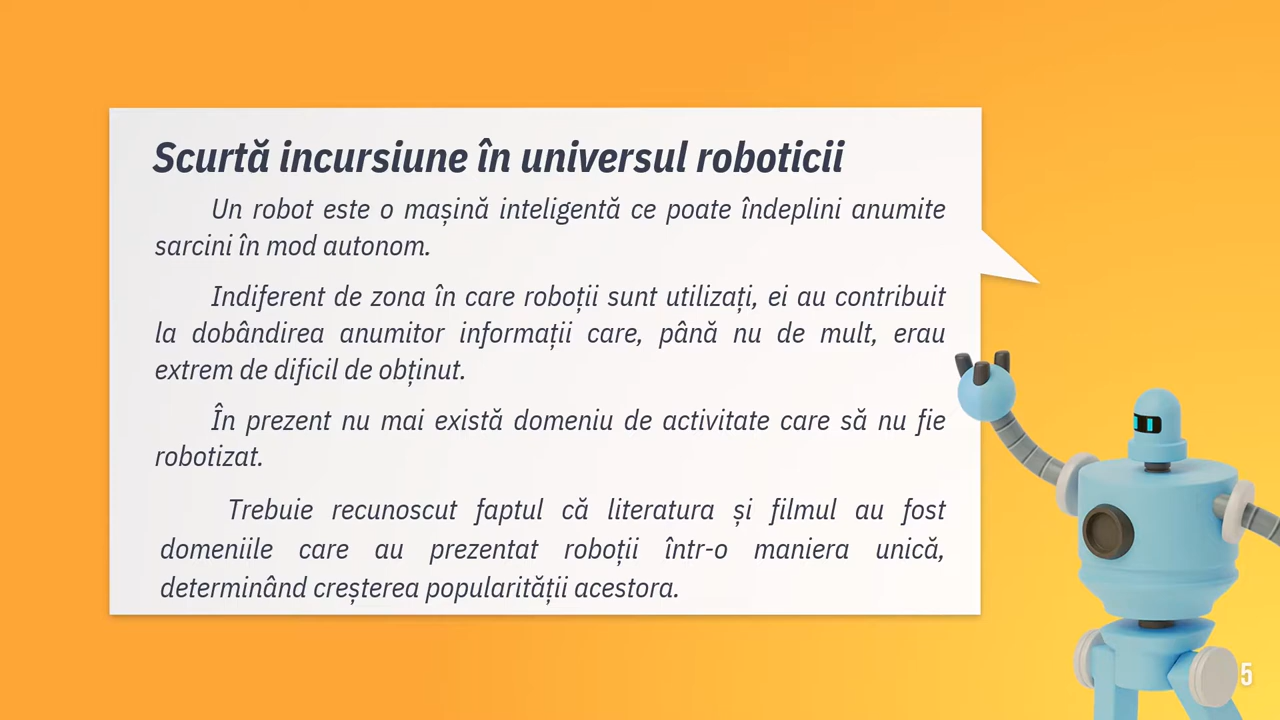 Scurtă incursiune în universul roboticii
Un robot este o mașină inteligentă ce poate îndeplini anumite
sarcini în mod autonom.
Indiferent de zona în care roboții sunt utilizați, ei au contribuit
la dobândirea anumitor informații care, până nu de mult, erau
extrem de dificil de obținut.
În prezent nu mai există domeniu de activitate care să nu fie
robotizat.
Trebuie recunoscut faptul că literatura și filmul au fost
domeniile care au prezentat roboții într-o maniera unică,
determinând creșterea popularității acestora.
5